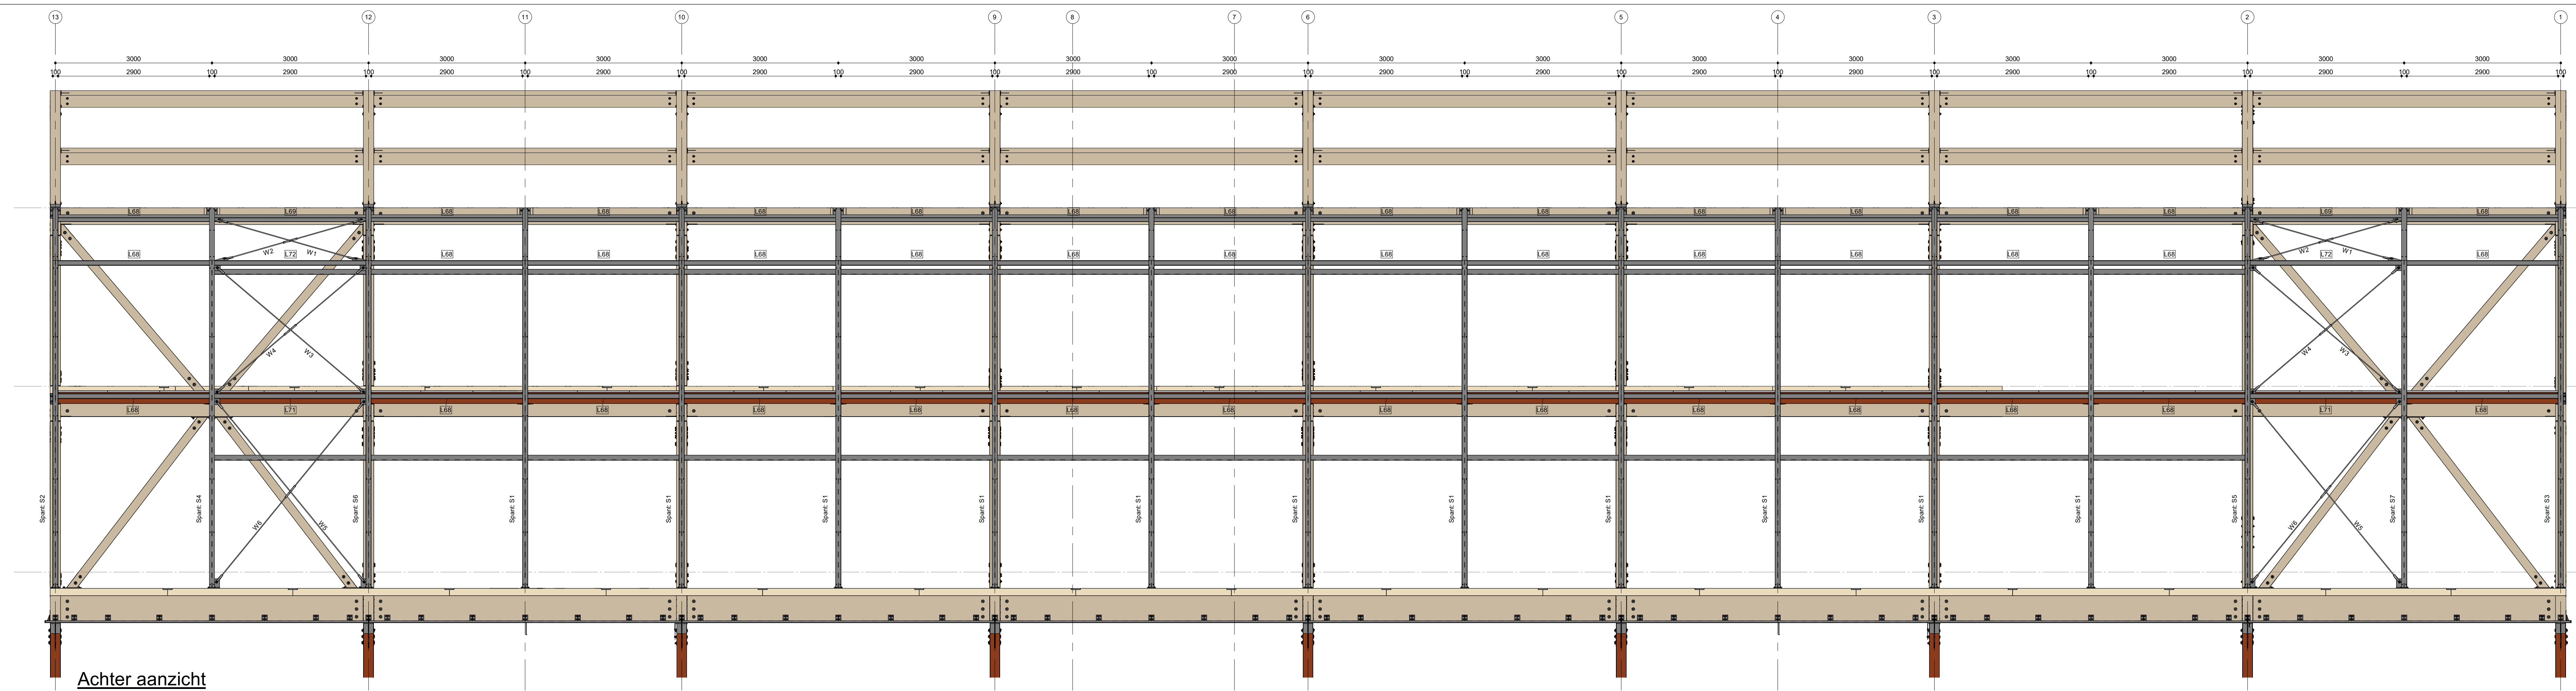 13 12 11 10 9 8 7 6 5 4 3 2 1
3000 3000 3000 3000 3000 3000 3000 3000 3000 3000 3000 3000 3000 3000 3000 3000
100 2900 100 2900 100 2900 100 2900 100 2900 100 2900 100 2900 100 2900 100 2900 100 2900 100 2900 100 2900 100 2900 100 2900 100 2900 100 2900 100
L68 L69 L68 L68 L68 L68 L68 L68 L68 L68 L68 L68 L68 L68 L69 L68
W2 W1 W2 W1
L68 L72 L68 L68 L68 L68 L68 L68 L68 L68 L68 L68 L68 L68 L72 L68
W4 W3 W4 W3
L68 L71 L68 L68 L68 L68 L68 L68 L68 L68 L68 L68 L68 L68 L71 L68
Spant: S2 Spant: S4 Spant: S6 Spant: S1 Spant: S1 Spant: S1 Spant: S1 Spant: S1 Spant: S1 Spant: S1 Spant: S1 Spant: S1 Spant: S1 Spant: S1 Spant: S5 Spant: S7 Spant: S3
W6 W5 W6 W5
Achter aanzicht